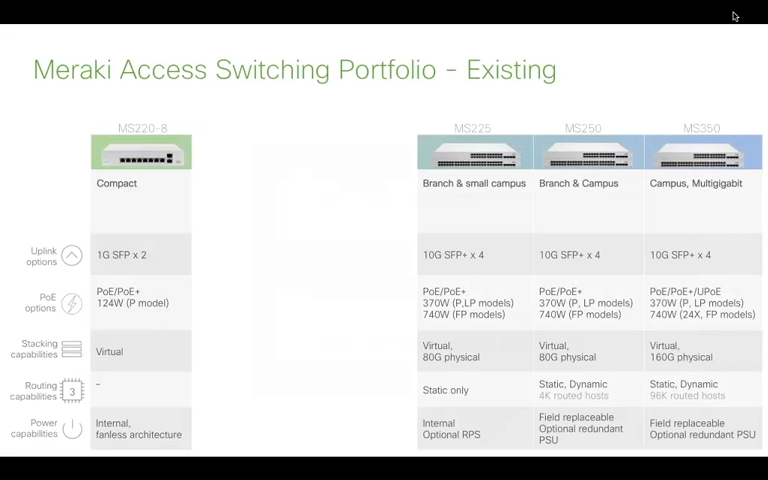 Meraki Access Switching Portfolio - Existing
MS220-8
MS225
MS250
MS350
Compact
Branch & small campus
Branch & Campus
Campus, Multigigabit
Uplink
options
1G SFP x 2
10G SFP+ x 4
10G SFP+ x 4
10G SFP+ x 4
PoE
options
PoE/PoE+
124W (P model)
PoE/PoE+
370W (P,LP models)
740W (FP models)
PoE/PoE+
370W (P, LP models)
740W (FP models)
PoE/PoE+/UPoE
370W (P, LP models)
740W (24X, FP models)
Stacking
capabilities
Virtual
Virtual,
80G physical
Virtual,
80G physical
Virtual,
160G physical
Routing
capabilities
3
–
Static only
Static, Dynamic
4K routed hosts
Static, Dynamic
96K routed hosts
Power
capabilities
Internal,
fanless architecture
Internal
Optional RPS
Field replaceable
Optional redundant
PSU
Field replaceable
Optional redundant PSU